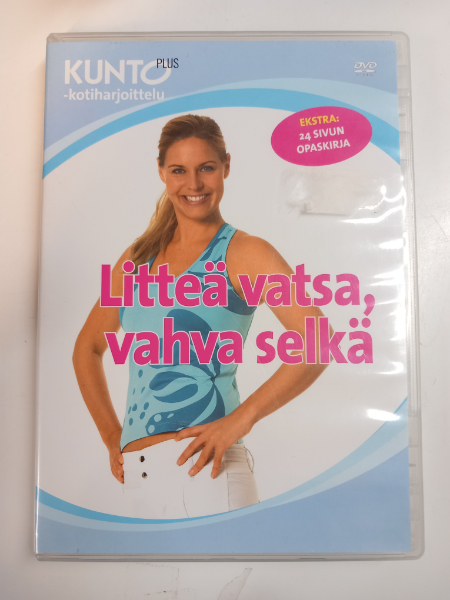 KUNTO PLUS
-kotiharjoittelu
DVD
EKSTRA:
24 SIVUN
OPASKIRJA
Litteä vatsa,
vahva selkä